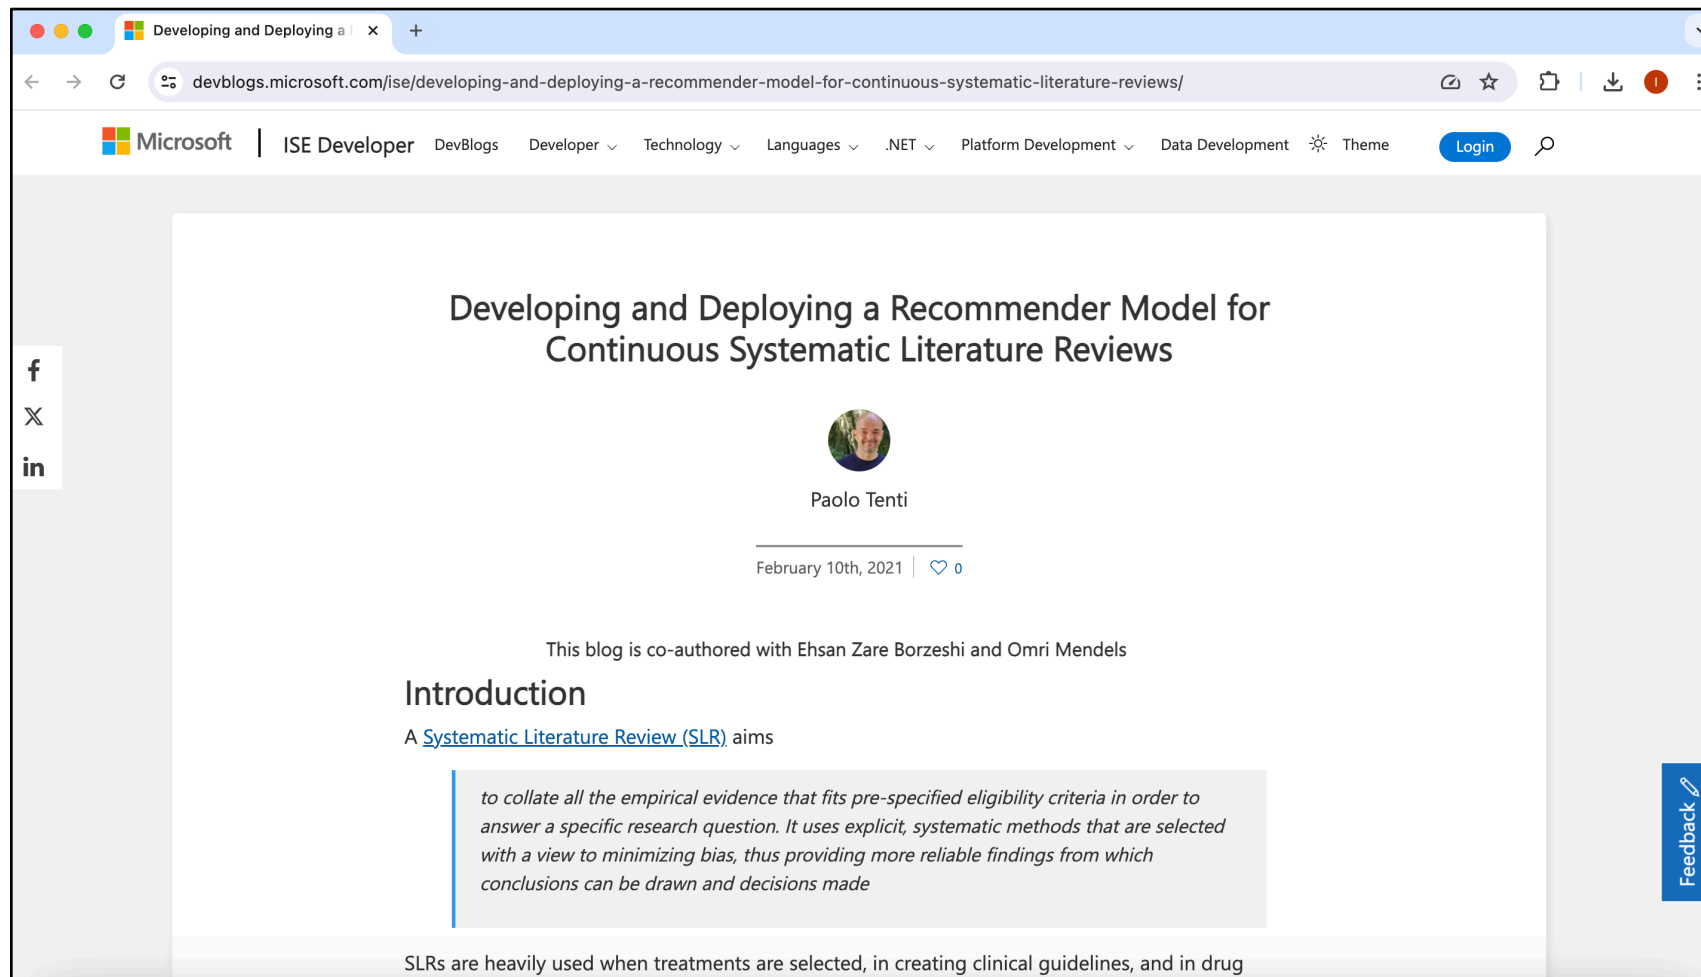 Developing and Deploying a
devblogs.microsoft.com/ise/developing-and-deploying-a-recommender-model-for-continuous-systematic-literature-reviews/
I
Microsoft
ISE Developer
DevBlogs
Developer
Technology
Languages
.NET
Platform Development
Data Development
Theme
Login
Developing and Deploying a Recommender Model for
Continuous Systematic Literature Reviews
f
X
in
Paolo Tenti
February 10th, 2021
0
This blog is co-authored with Ehsan Zare Borzeshi and Omri Mendels
Introduction
A Systematic Literature Review (SLR) aims
to collate all the empirical evidence that fits pre-specified eligibility criteria in order to
answer a specific research question. It uses explicit, systematic methods that are selected
with a view to minimizing bias, thus providing more reliable findings from which
conclusions can be drawn and decisions made
Feedback
SLRs are heavily used when treatments are selected, in creating clinical guidelines, and in drug